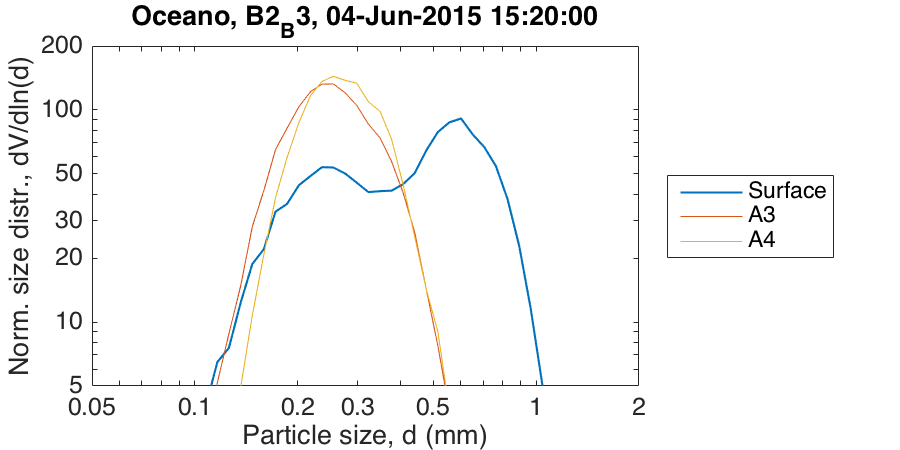 Oceano, B2_B3, 04-Jun-2015 15:20:00
Norm. size distr., dV/dln(d)
200
100
50
30
20
10
5
0.05 0.1 0.2 0.3 0.5 1 2
Particle size, d (mm)
Surface
A3
A4